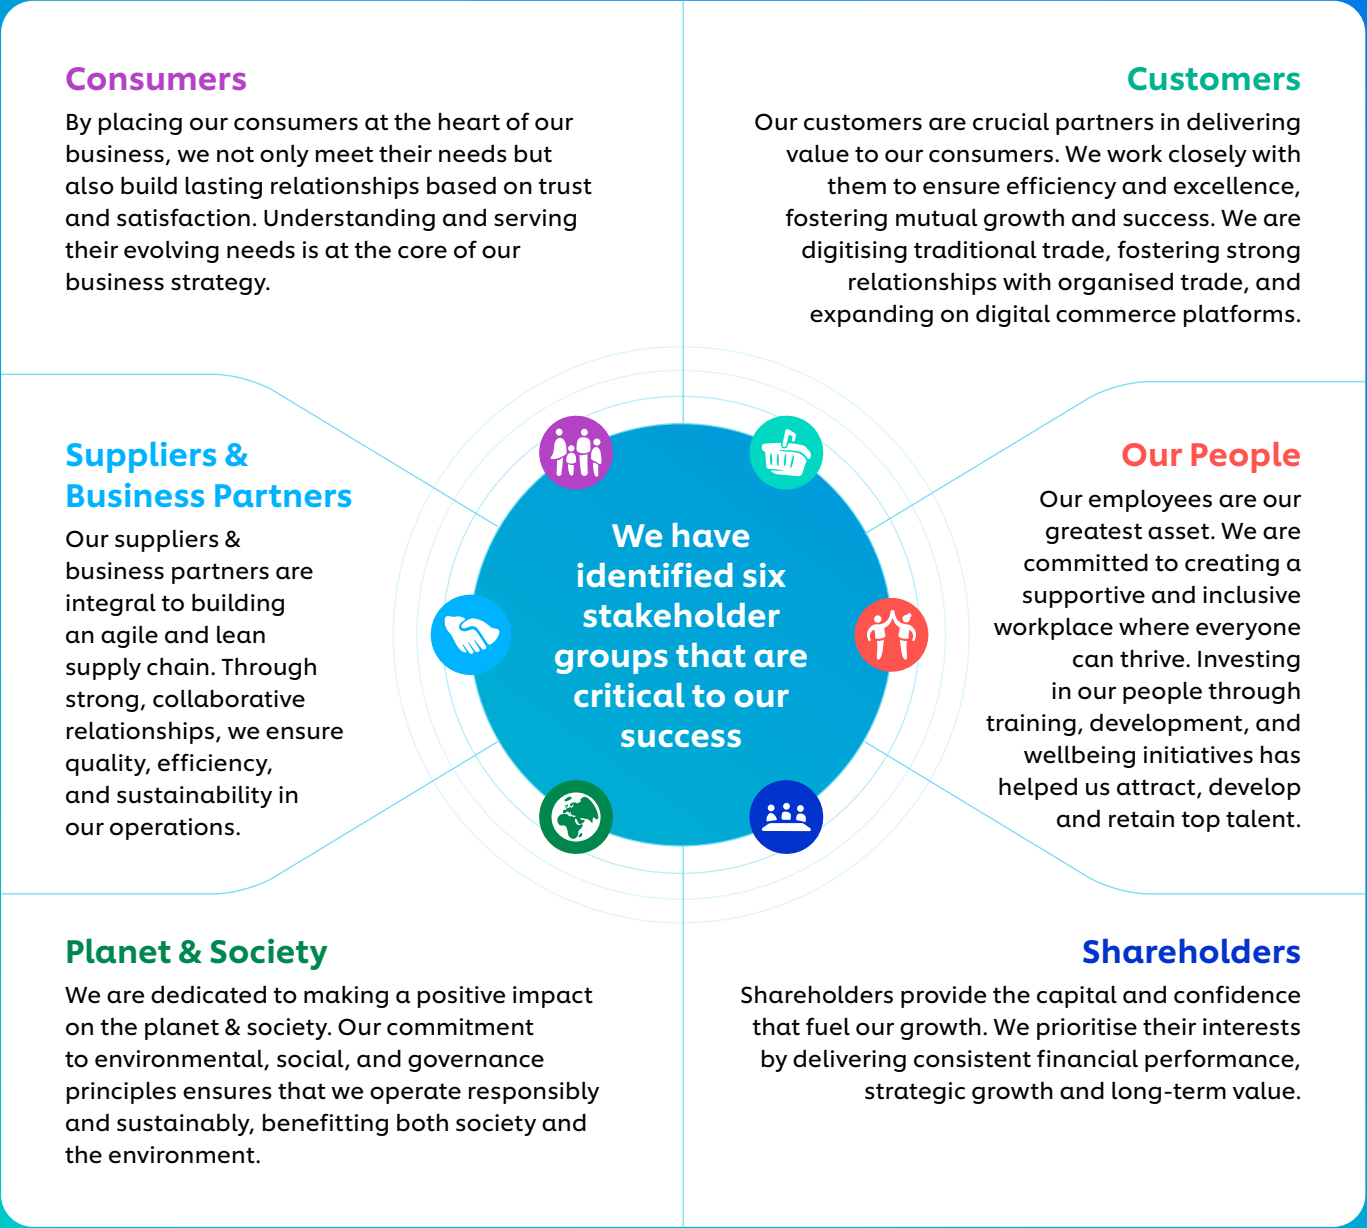 Consumers
By placing our consumers at the heart of our
business, we not only meet their needs but
also build lasting relationships based on trust
and satisfaction. Understanding and serving
their evolving needs is at the core of our
business strategy.
Customers
Our customers are crucial partners in delivering
value to our consumers. We work closely with
them to ensure efficiency and excellence,
fostering mutual growth and success. We are
digitising traditional trade, fostering strong
relationships with organised trade, and
expanding on digital commerce platforms.
Suppliers &
Business Partners
Our suppliers &
business partners are
integral to building
an agile and lean
supply chain. Through
strong, collaborative
relationships, we ensure
quality, efficiency,
and sustainability in
our operations.
We have
identified six
stakeholder
groups that are
critical to our
success
Our People
Our employees are our
greatest asset. We are
committed to creating a
supportive and inclusive
workplace where everyone
can thrive. Investing
in our people through
training, development, and
wellbeing initiatives has
helped us attract, develop
and retain top talent.
Planet & Society
We are dedicated to making a positive impact
on the planet & society. Our commitment
to environmental, social, and governance
principles ensures that we operate responsibly
and sustainably, benefitting both society and
the environment.
Shareholders
Shareholders provide the capital and confidence
that fuel our growth. We prioritise their interests
by delivering consistent financial performance,
strategic growth and long-term value.